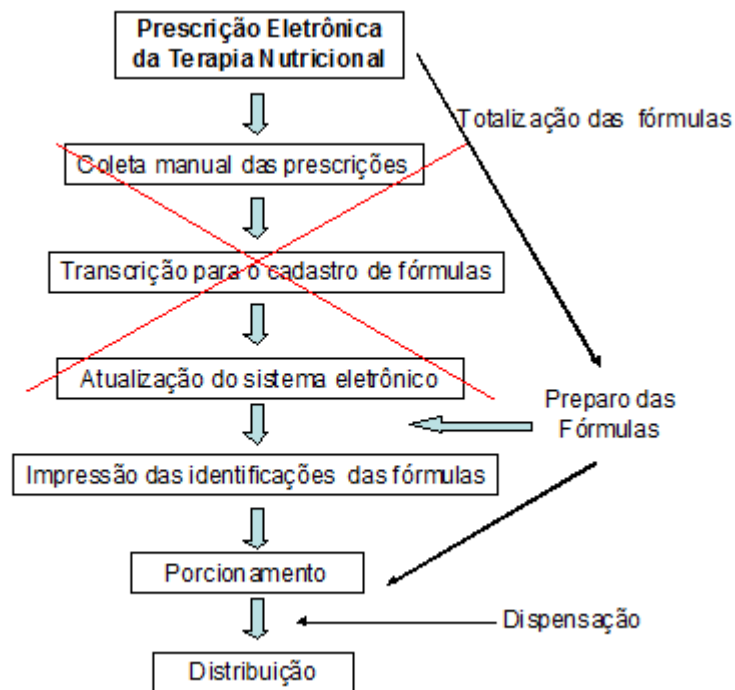 Prescrição Eletrônica
da Terapia Nutricional
Totalização das fórmulas
Coleta manual das prescrições
Transcrição para o cadastro de fórmulas
Atualização do sistema eletrônico
Preparo das
Fórmulas
Impressão das identificações das fórmulas
Porcionamento
Dispensação
Distribuição